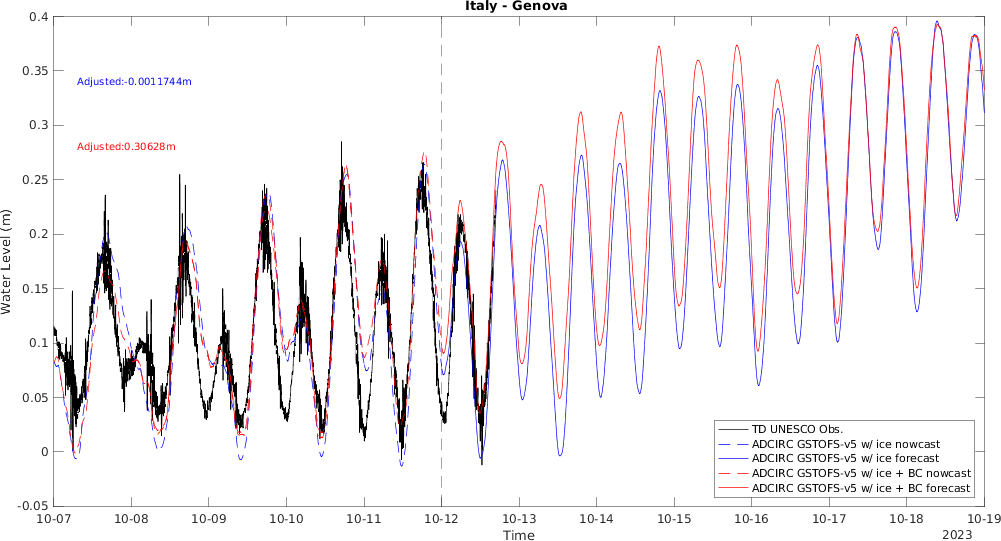 Italy - Genova
0.4
0.35
0.3
0.25
0.2
0.15
0.1
0.05
0
-0.05
Water Level (m)
Adjusted:-0.0011744m
Adjusted:0.30628m
TD UNESCO Obs.
ADCIRC GSTOFS-v5 w/ ice nowcast
ADCIRC GSTOFS-v5 w/ ice forecast
ADCIRC GSTOFS-v5 w/ ice + BC nowcast
ADCIRC GSTOFS-v5 w/ ice + BC forecast
10-07 10-08 10-09 10-10 10-11 10-12 10-13 10-14 10-15 10-16 10-17 10-18 10-19
Time
2023